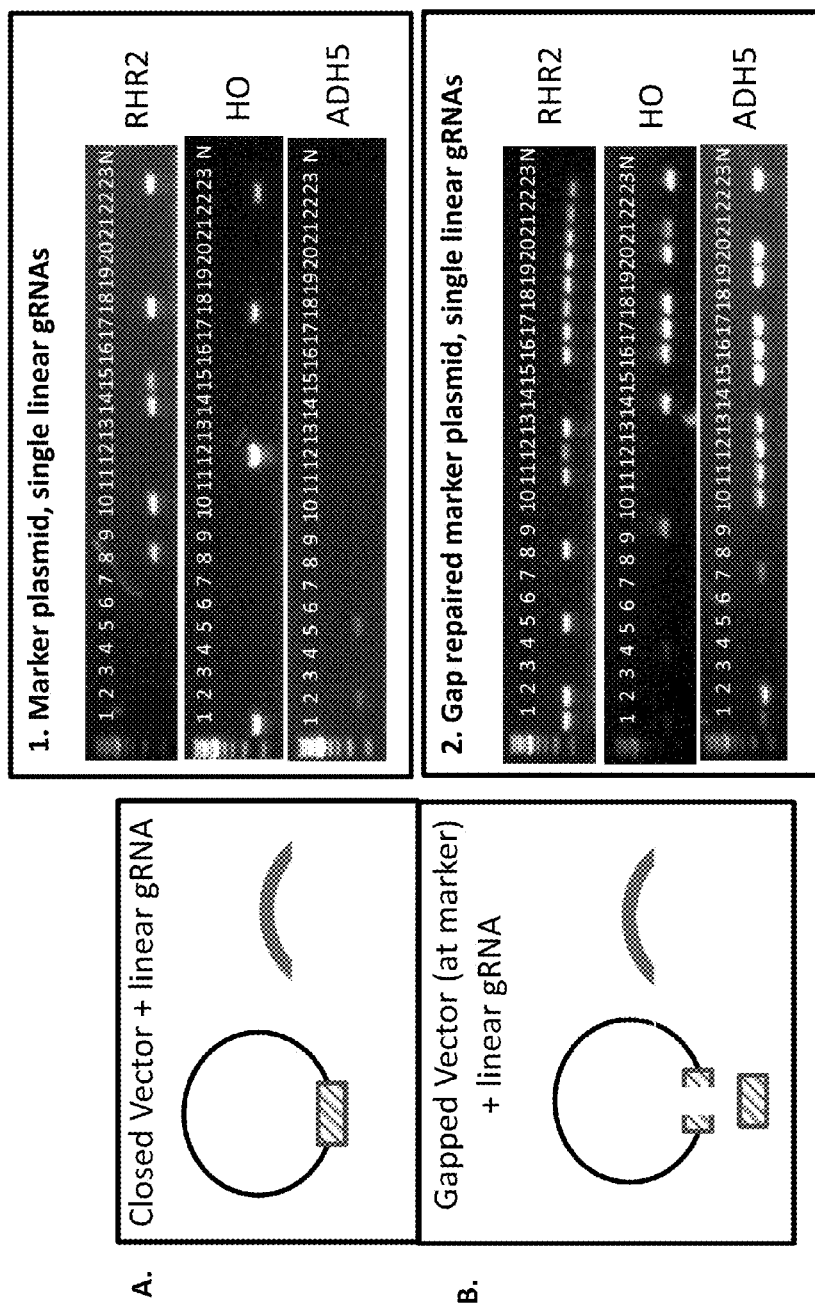 A.
Closed Vector + linear gRNA
1. Marker plasmid, single linear gRNAs
1 2 3 4 5 6 7 8 9 10 11 12 13 14 15 16 17 18 19 20 21 22 23 N
RHR2
1 2 3 4 5 6 7 8 9 10 11 12 13 14 15 16 17 18 19 20 21 22 23 N
HO
1 2 3 4 5 6 7 8 9 10 11 12 13 14 15 16 17 18 19 20 21 22 23 N
ADH5
B.
Gapped Vector (at marker)
+ linear gRNA
2. Gap repaired marker plasmid, single linear gRNAs
1 2 3 4 5 6 7 8 9 10 11 12 13 14 15 16 17 18 19 20 21 22 23 N
RHR2
1 2 3 4 5 6 7 8 9 10 11 12 13 14 15 16 17 18 19 20 21 22 23 N
HO
1 2 3 4 5 6 7 8 9 10 11 12 13 14 15 16 17 18 19 20 21 22 23 N
ADH5